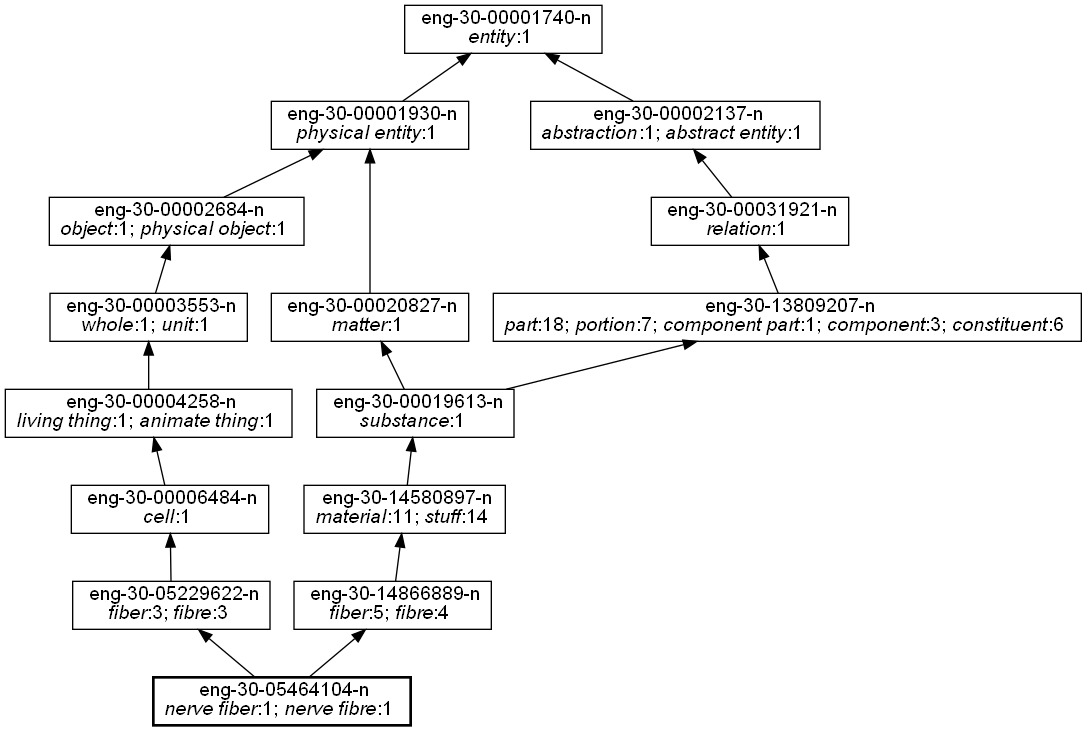 eng-30-00001740-n
entity:1
eng-30-00001930-n
physical entity:1
eng-30-00002137-n
abstraction:1; abstract entity:1
eng-30-00002684-n
object:1; physical object:1
eng-30-00031921-n
relation:1
eng-30-00003553-n
whole:1; unit:1
eng-30-00020827-n
matter:1
eng-30-13809207-n
part:18; portion:7; component part:1; component:3; constituent:6
eng-30-00004258-n
living thing:1; animate thing:1
eng-30-00019613-n
substance:1
eng-30-00006484-n
cell:1
eng-30-14580897-n
material:11; stuff:14
eng-30-05229622-n
fiber:3; fibre:3
eng-30-14866889-n
fiber:5; fibre:4
eng-30-05464104-n
nerve fiber:1; nerve fibre:1